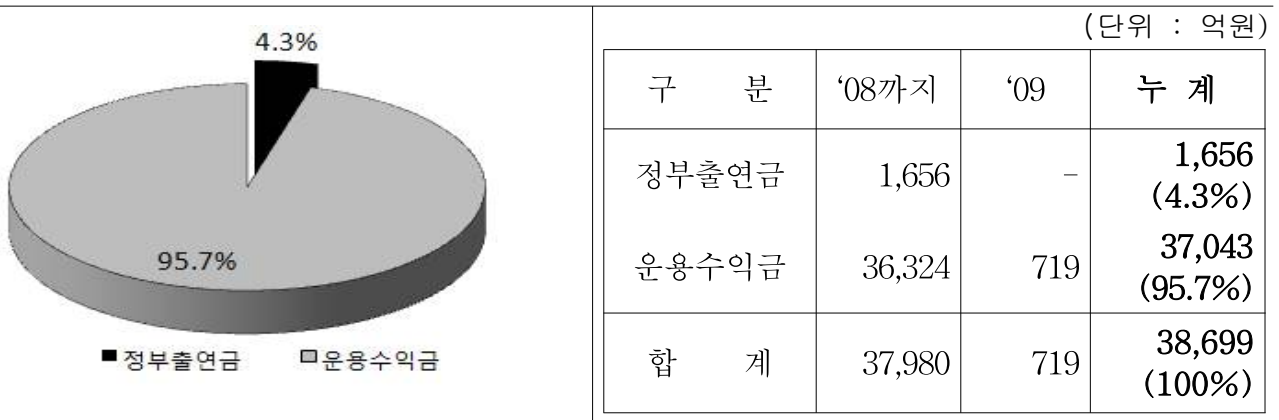 4.3%
95.7%
■정부출연금 ■운용수익금
(단위 : 억원)
구 분 ‘08까지 ‘09 누 계
정부출연금 1,656 – 1,656
(4.3%)
운용수익금 36,324 719 37,043
(95.7%)
합 계 37,980 719 38,699
(100%)